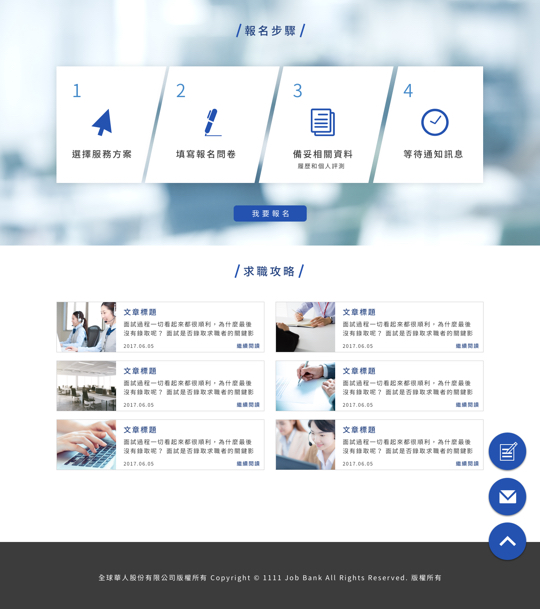 / 報名步驟 /
1
2
3
4
選擇服務方案
填寫報名問卷
備妥相關資料
等待通知訊息
履歷和個人評測
我要報名
/ 求職攻略 /
文章標題
面試過程一切看起來都很順利，為什麼最後
沒有錄取呢？ 面試是否錄取求職者的關鍵影
2017.06.05
繼續閱讀
文章標題
面試過程一切看起來都很順利，為什麼最後
沒有錄取呢？ 面試是否錄取求職者的關鍵影
2017.06.05
繼續閱讀
文章標題
面試過程一切看起來都很順利，為什麼最後
沒有錄取呢？ 面試是否錄取求職者的關鍵影
2017.06.05
繼續閱讀
文章標題
面試過程一切看起來都很順利，為什麼最後
沒有錄取呢？ 面試是否錄取求職者的關鍵影
2017.06.05
繼續閱讀
文章標題
面試過程一切看起來都很順利，為什麼最後
沒有錄取呢？ 面試是否錄取求職者的關鍵影
2017.06.05
繼續閱讀
文章標題
面試過程一切看起來都很順利，為什麼最後
沒有錄取呢？ 面試是否錄取求職者的關鍵影
2017.06.05
繼續閱讀
全球華人股份有限公司版權所有 Copyright © 1111 Job Bank All Rights Reserved. 版權所有